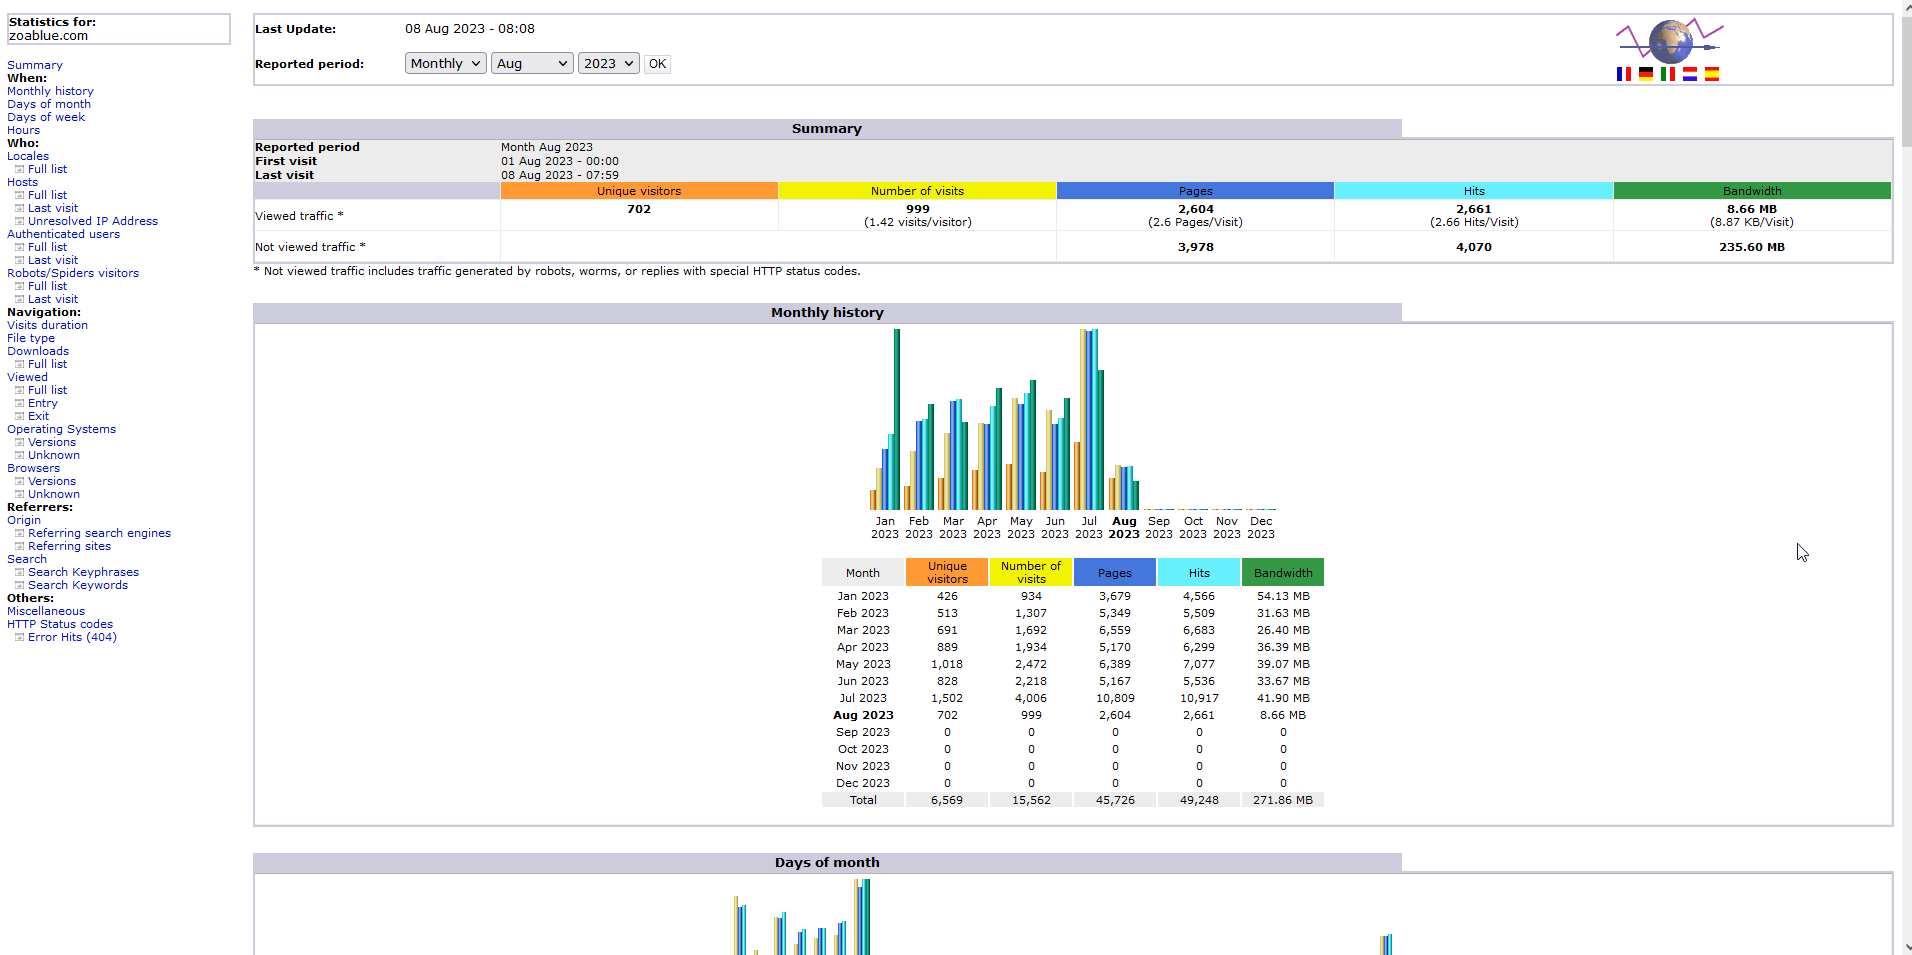 Statistics for:
zoablue.com
Summary
When:
Monthly history
Days of month
Days of week
Hours
Who:
Locales
Full list
Hosts
Full list
Last visit
Unresolved IP Address
Authenticated users
Full list
Last visit
Robots/Spiders visitors
Full list
Last visit
Navigation:
Visits duration
File type
Downloads
Full list
Viewed
Full list
Entry
Exit
Operating Systems
Versions
Unknown
Browsers
Versions
Unknown
Referrers:
Origin
Referring search engines
Referring sites
Search
Search Keyphrases
Search Keywords
Others:
Miscellaneous
HTTP Status codes
Error Hits (404)
Last Update: 08 Aug 2023 - 08:08
Reported period: Monthly Aug 2023 OK
Summary
Reported period Month Aug 2023
First visit 01 Aug 2023 - 00:00
Last visit 08 Aug 2023 - 07:59
Unique visitors Number of visits Pages Hits Bandwidth
Viewed traffic * 702 999 2,604 2,661 8.66 MB
(1.42 visits/visitor) (2.6 Pages/Visit) (2.66 Hits/Visit) (8.87 KB/Visit)
Not viewed traffic * 3,978 4,070 235.60 MB
* Not viewed traffic includes traffic generated by robots, worms, or replies with special HTTP status codes.
Monthly history
Jan Feb Mar Apr May Jun Jul Aug Sep Oct Nov Dec
2023 2023 2023 2023 2023 2023 2023 2023 2023 2023 2023 2023
Month Unique visitors Number of visits Pages Hits Bandwidth
Jan 2023 426 934 3,679 4,566 54.13 MB
Feb 2023 513 1,307 5,349 5,509 31.63 MB
Mar 2023 691 1,692 6,559 6,683 26.40 MB
Apr 2023 889 1,934 5,170 6,299 36.39 MB
May 2023 1,018 2,472 6,389 7,077 39.07 MB
Jun 2023 828 2,218 5,167 5,536 33.67 MB
Jul 2023 1,502 4,006 10,809 10,917 41.90 MB
Aug 2023 702 999 2,604 2,661 8.66 MB
Sep 2023 0 0 0 0 0
Oct 2023 0 0 0 0 0
Nov 2023 0 0 0 0 0
Dec 2023 0 0 0 0 0
Total 6,569 15,562 45,726 49,248 271.86 MB
Days of month